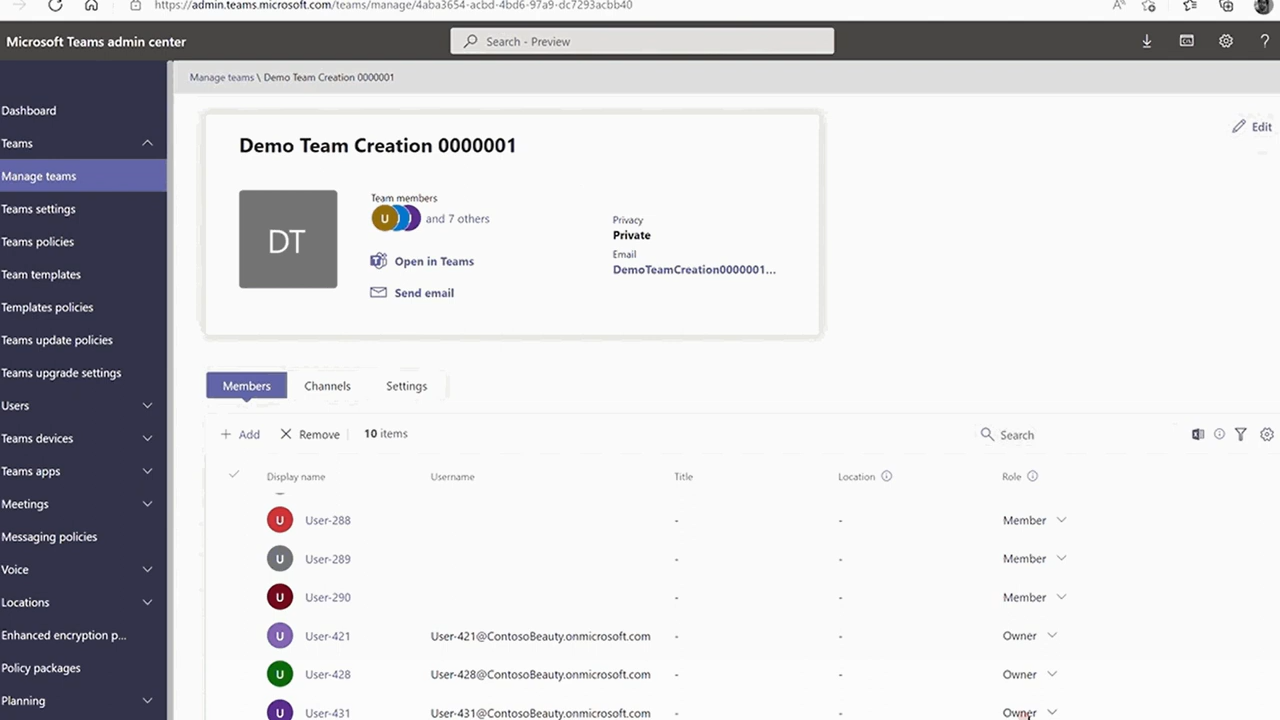 https://admin.teams.microsoft.com/teams/manage/4aba3654-acbd-4bd6-97a9-dc7293acbb40
Microsoft Teams admin center
Search - Preview
?
Manage teams \ Demo Team Creation 0000001
Dashboard
Teams
Manage teams
Teams settings
Teams policies
Team templates
Templates policies
Teams update policies
Teams upgrade settings
Users
Teams devices
Teams apps
Meetings
Messaging policies
Voice
Locations
Enhanced encryption p...
Policy packages
Planning
Edit
Demo Team Creation 0000001
DT
Team members
U and 7 others
Open in Teams
Send email
Privacy
Private
Email
DemoTeamCreation0000001...
Members Channels Settings
+ Add Remove 10 items Search
Display name Username Title Location Role
U User-288 - - Member
U User-289 - - Member
U User-290 - - Member
U User-421 User-421@ContosoBeauty.onmicrosoft.com - - Owner
U User-428 User-428@ContosoBeauty.onmicrosoft.com - - Owner
U User-431 User-431@ContosoBeauty.onmicrosoft.com - - Owner